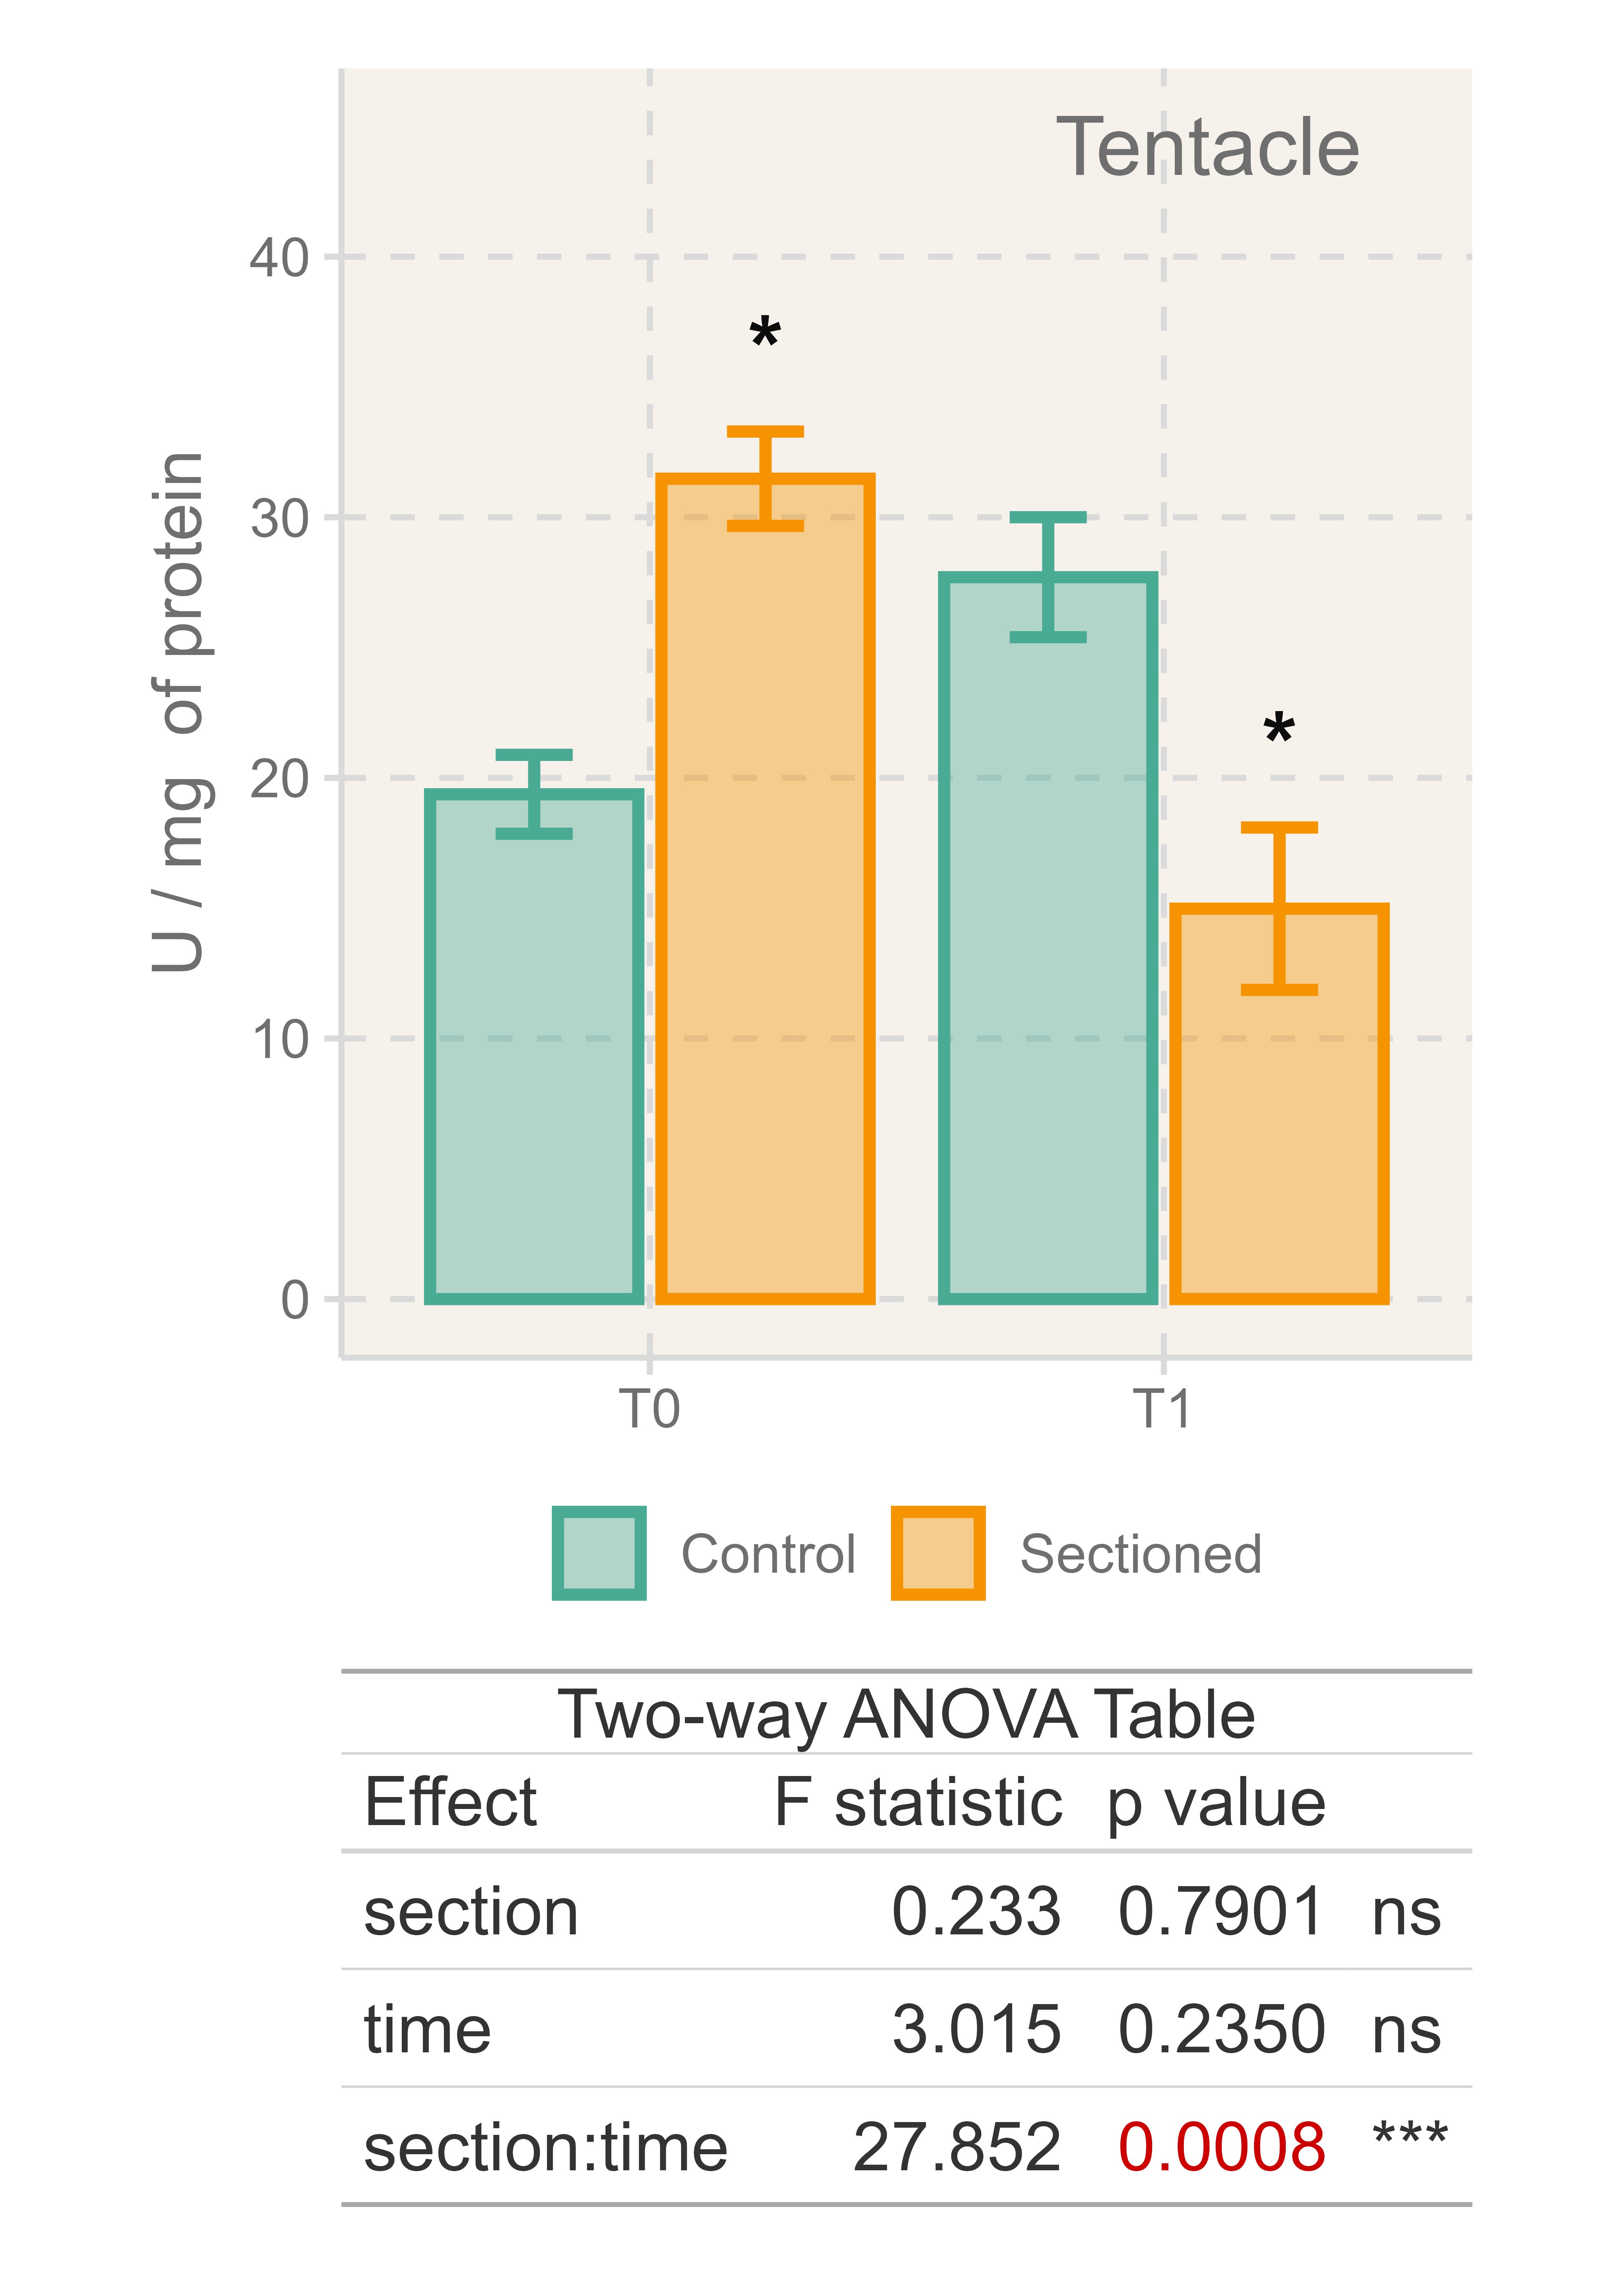 Tentacle
U / mg of protein
40
30
20
10
0
*
*
T0
T1
Control
Sectioned
Two-way ANOVA Table
Effect F statistic p value
section 0.233 0.7901 ns
time 3.015 0.2350 ns
section:time 27.852 0.0008 ***